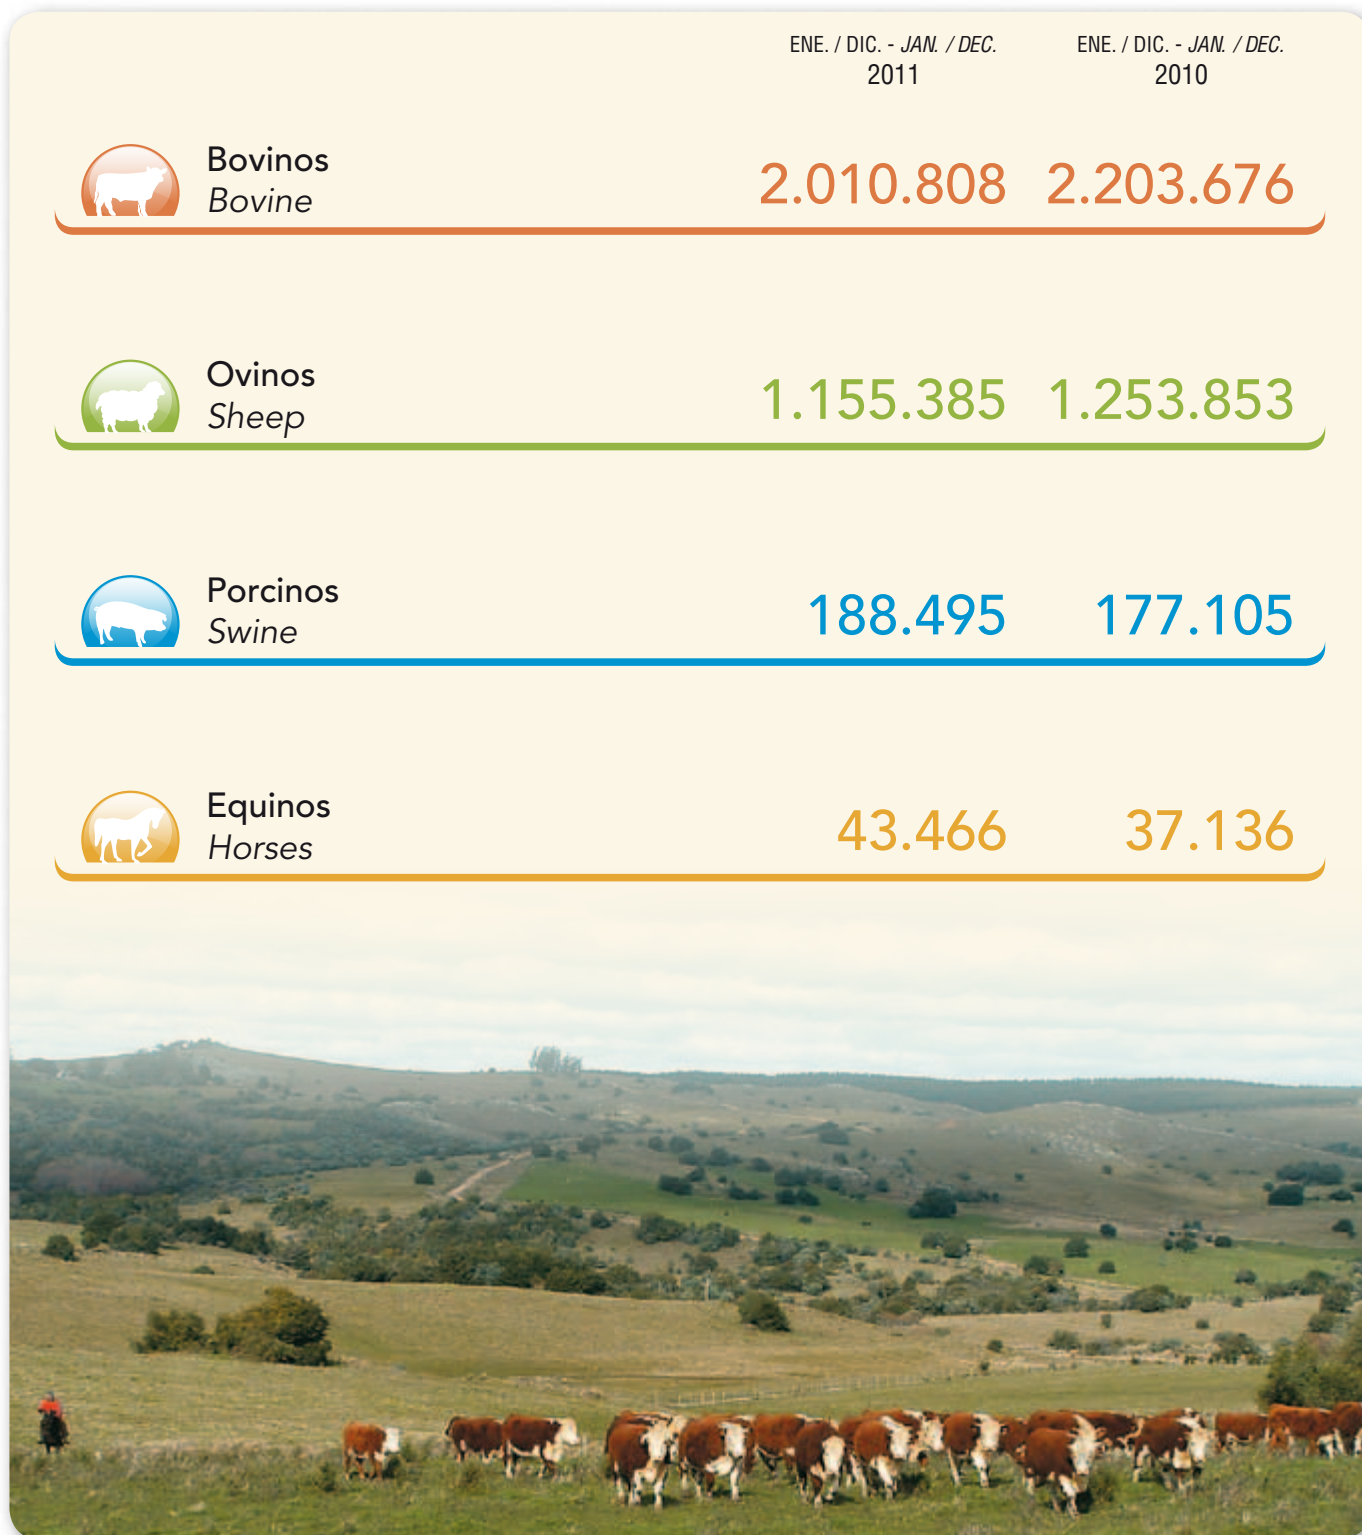 ENE. / DIC. - JAN. / DEC. ENE. / DIC. - JAN. / DEC.
2011 2010
Bovinos
Bovine
2.010.808 2.203.676
Ovinos
Sheep
1.155.385 1.253.853
Porcinos
Swine
188.495 177.105
Equinos
Horses
43.466 37.136